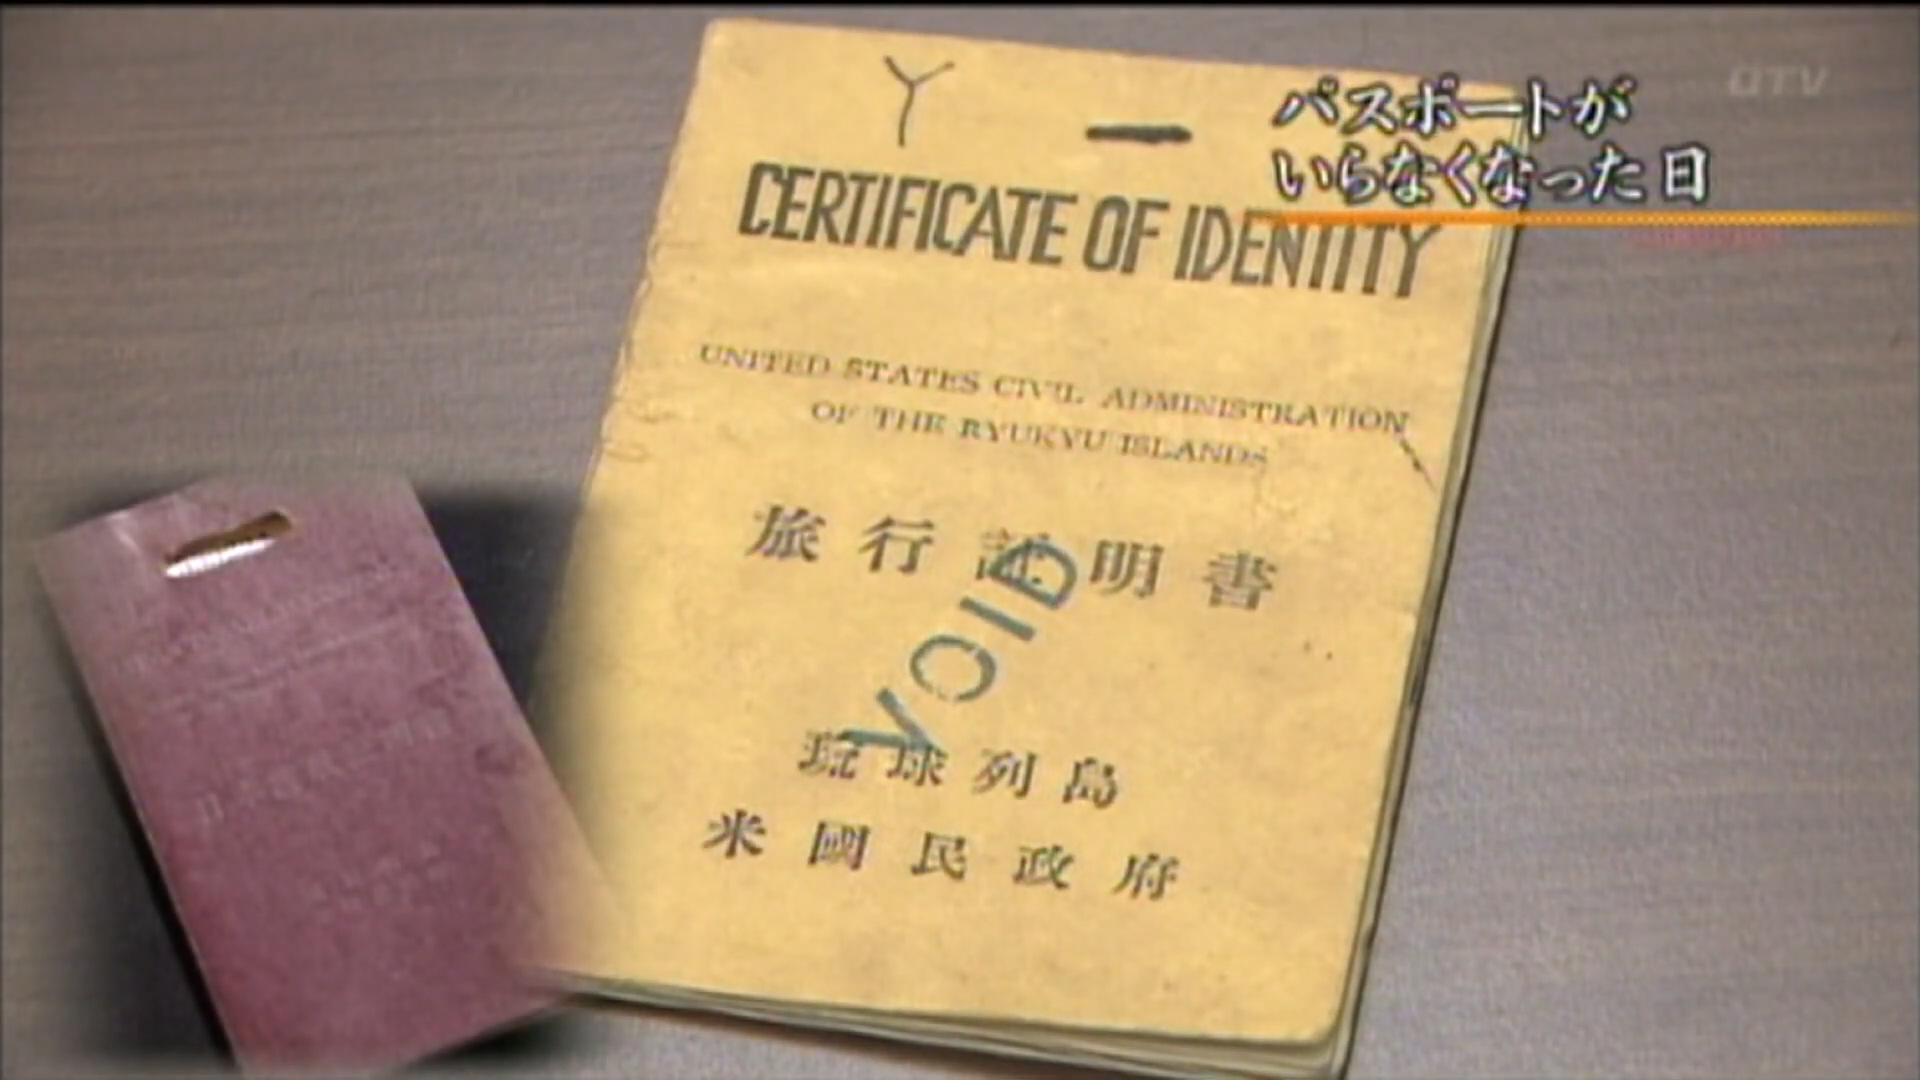 パスポートが
いらなくなった日
QTV
Y
CERTIFICATE OF IDENTITY
UNITED STATES CIVIL ADMINISTRATION
OF THE RYUKYU ISLANDS
旅行証明書
VOID
琉球列島
米國民政府